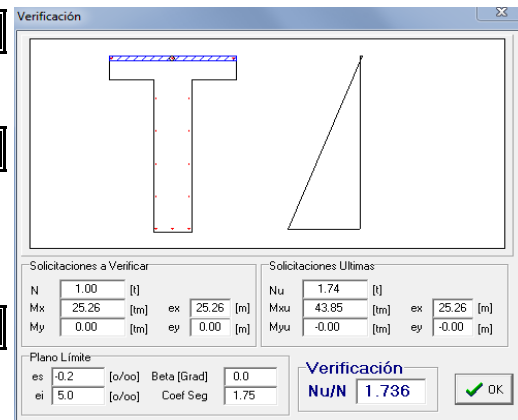 Verificación
Solicitaciones a Verificar
N 1.00 [t]
Mx 25.26 [tm] ex 25.26 [m]
My 0.00 [tm] ey 0.00 [m]
Solicitaciones Ultimas
Nu 1.74 [t]
Mxu 43.85 [tm] ex 25.26 [m]
Myu -0.00 [tm] ey -0.00 [m]
Plano Límite
es -0.2 [o/oo] Beta [Grad] 0.0
ei 5.0 [o/oo] Coef Seg 1.75
Verificación
Nu/N 1.736
OK